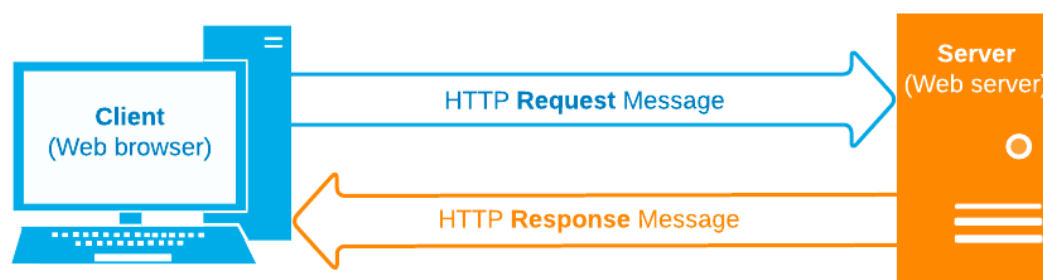 Client
(Web browser)
HTTP Request Message
HTTP Response Message
Server
(Web server)